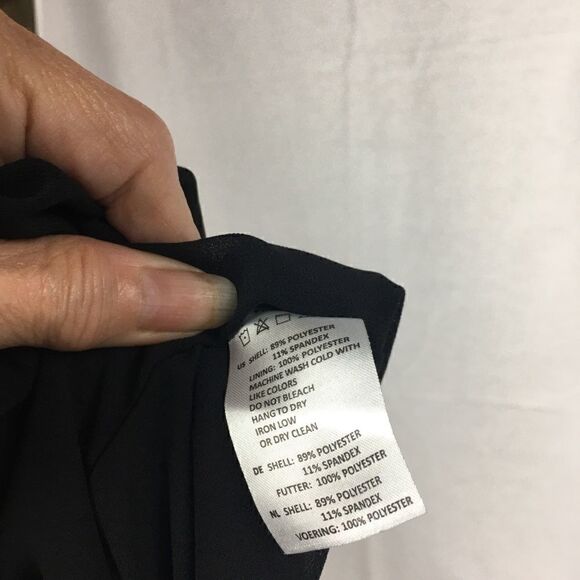 US SHELL: 89% POLYESTER
11% SPANDEX
LINING: 100% POLYESTER
MACHINE WASH COLD WITH
LIKE COLORS
DO NOT BLEACH
HANG TO DRY
IRON LOW
OR DRY CLEAN
DE SHELL: 89% POLYESTER
11% SPANDEX
FUTTER: 100% POLYESTER
NL SHELL: 89% POLYESTER
11% SPANDEX
VOERING: 100% POLYESTER